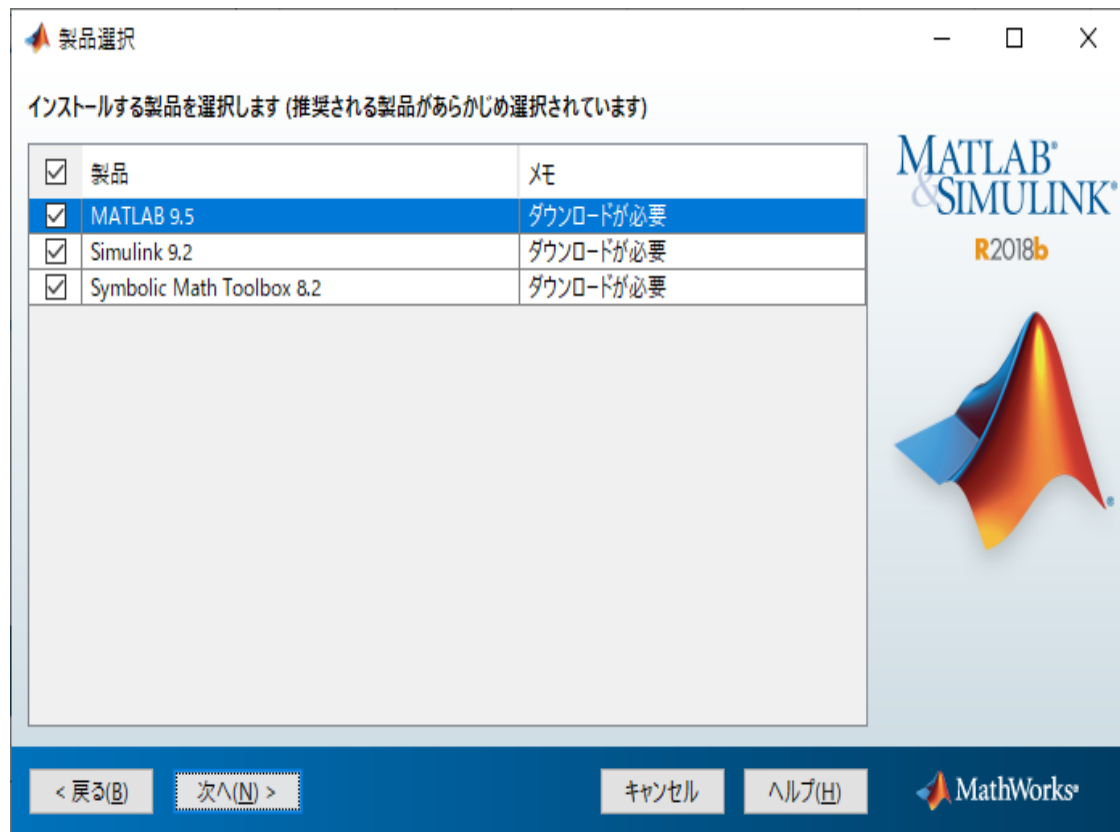 製品選択
インストールする製品を選択します (推奨される製品があらかじめ選択されています)
製品 メモ
MATLAB 9.5 ダウンロードが必要
Simulink 9.2 ダウンロードが必要
Symbolic Math Toolbox 8.2 ダウンロードが必要
MATLAB®
&SIMULINK®
R2018b
®
< 戻る(B) 次へ(N) > キャンセル ヘルプ(H) MathWorks®